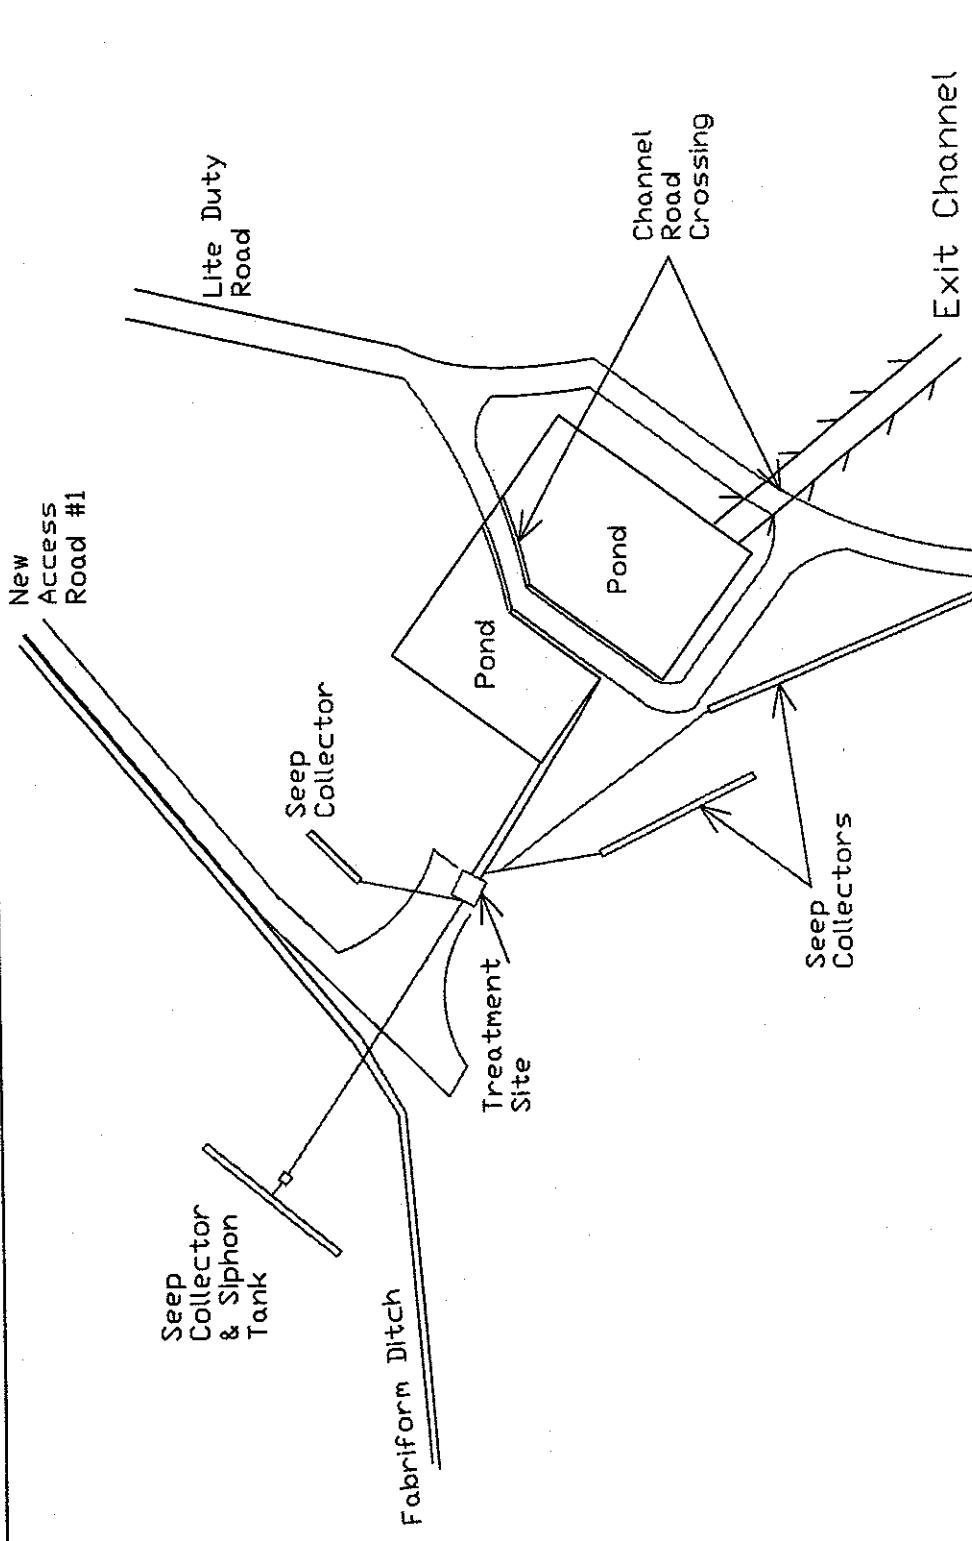 New
Access
Road #1
Lite Duty
Road
Channel
Road
Crossing
Exit Channel
Seep
Collector
Pond
Pond
Seep
Collector
& Siphon
Tank
Treatment
Site
Seep
Collectors
Fabriform Ditch